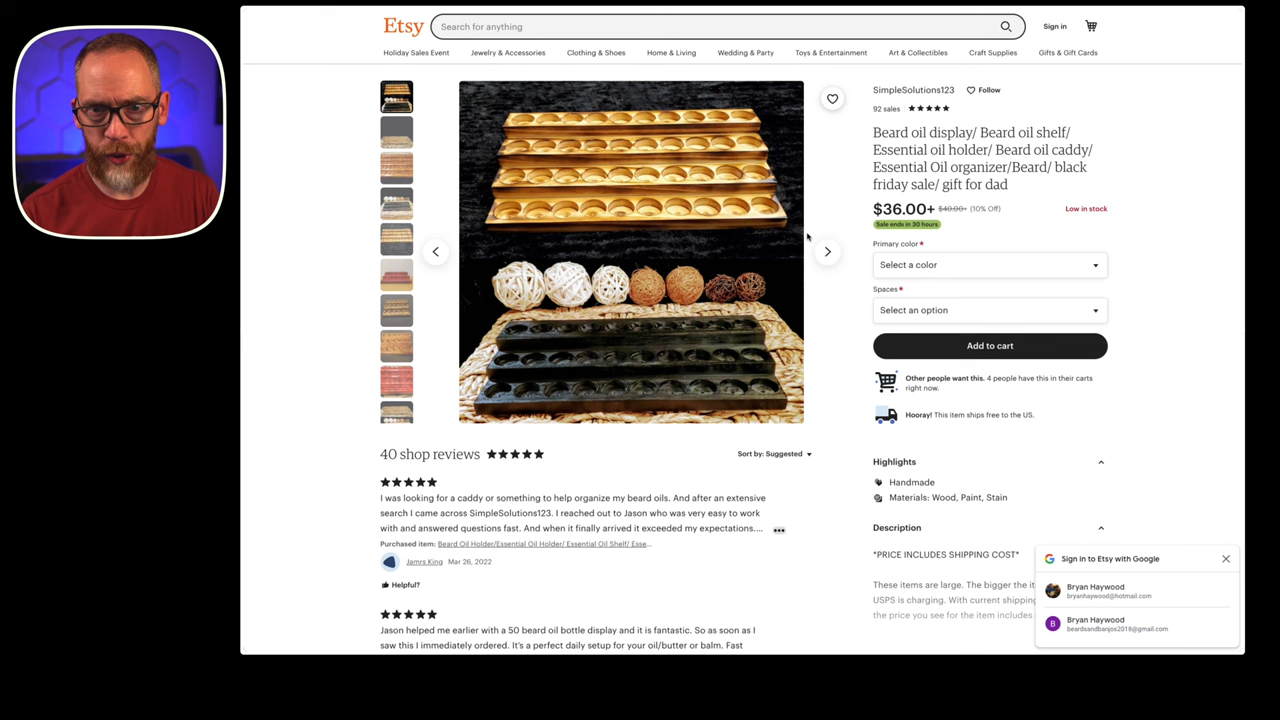 Etsy
Search for anything
Sign in
Holiday Sales Event
Jewelry & Accessories
Clothing & Shoes
Home & Living
Wedding & Party
Toys & Entertainment
Art & Collectibles
Craft Supplies
Gifts & Gift Cards
SimpleSolutions123
Follow
92 sales
Beard oil display/ Beard oil shelf/
Essential oil holder/ Beard oil caddy/
Essential Oil organizer/Beard/ black
friday sale/ gift for dad
$36.00+ $40.00+ (10% Off)
Low in stock
Sale ends in 30 hours
Primary color *
Select a color
Spaces *
Select an option
Add to cart
Other people want this. 4 people have this in their carts
right now.
Hooray! This item ships free to the US.
Highlights
Handmade
Materials: Wood, Paint, Stain
Description
*PRICE INCLUDES SHIPPING COST*
These items are large. The bigger the it
USPS is charging. With current shipping
the price you see for the item includes
40 shop reviews
Sort by: Suggested
I was looking for a caddy or something to help organize my beard oils. And after an extensive
search I came across SimpleSolutions123. I reached out to Jason who was very easy to work
with and answered questions fast. And when it finally arrived it exceeded my expectations....
Purchased item: Beard Oil Holder/Essential Oil Holder/ Essential Oil Shelf/ Esse...
Jamrs King Mar 26, 2022
Helpful?
Jason helped me earlier with a 50 beard oil bottle display and it is fantastic. So as soon as I
saw this I immediately ordered. It's a perfect daily setup for your oil/butter or balm. Fast
Sign in to Etsy with Google
Bryan Haywood
bryanhaywood@hotmail.com
B
Bryan Haywood
beardsandbanjos2018@gmail.com